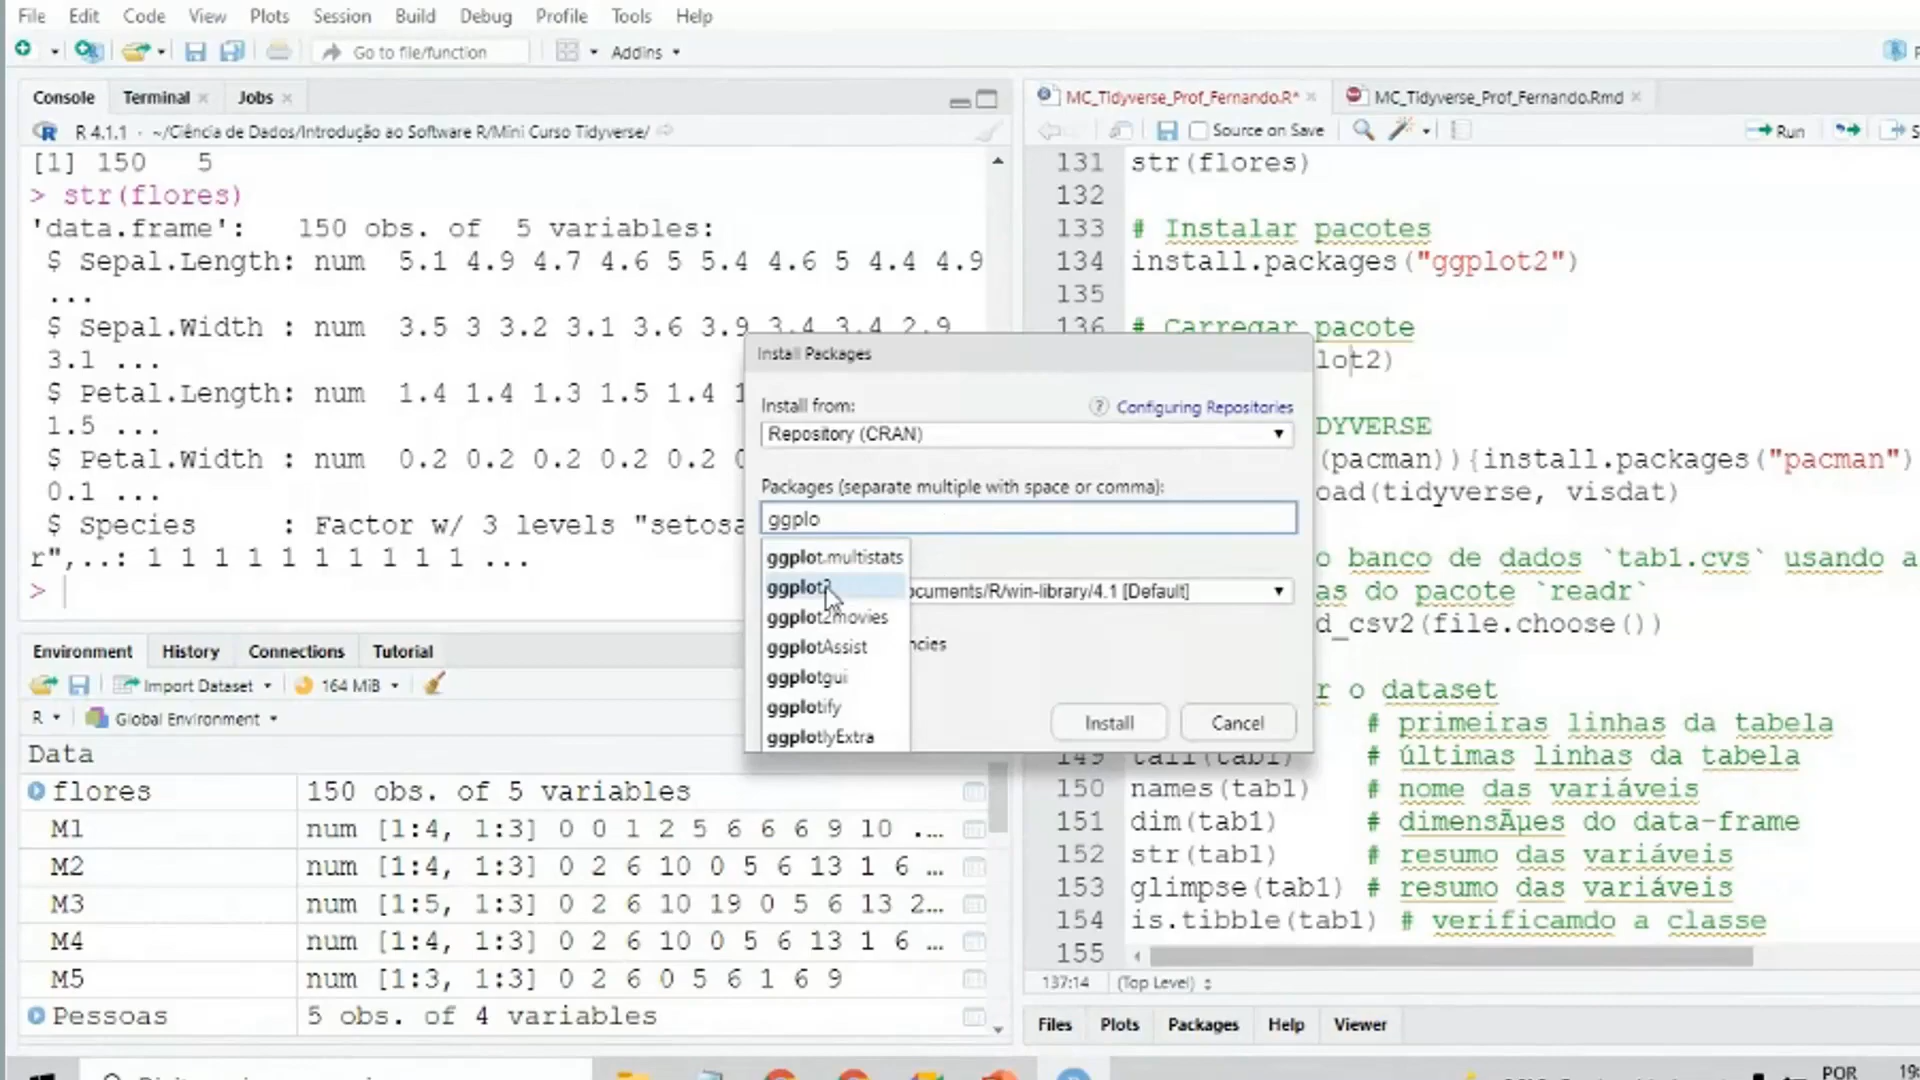 File Edit Code View Plots Session Build Debug Profile Tools Help
Go to file/function Addins
Console Terminal Jobs
R 4.1.1 · ~/Ciência de Dados/Introdução ao Software R/Mini Curso Tidyverse/
[1] 150 5
> str(flores)
'data.frame': 150 obs. of 5 variables:
$ Sepal.Length: num 5.1 4.9 4.7 4.6 5 5.4 4.6 5 4.4 4.9
...
$ Sepal.Width : num 3.5 3 3.2 3.1 3.6 3.9 3.4 3.4 2.9
3.1 ...
$ Petal.Length: num 1.4 1.4 1.3 1.5 1.4 1
1.5 ...
$ Petal.Width : num 0.2 0.2 0.2 0.2 0.2 0
0.1 ...
$ Species : Factor w/ 3 levels "setosa
r",..: 1 1 1 1 1 1 1 1 1 1 ...
>
Environment History Connections Tutorial
Import Dataset 164 MiB
R Global Environment
Data
flores 150 obs. of 5 variables
M1 num [1:4, 1:3] 0 0 1 2 5 6 6 6 9 10 ...
M2 num [1:4, 1:3] 0 2 6 10 0 5 6 13 1 6 ...
M3 num [1:5, 1:3] 0 2 6 10 19 0 5 6 13 2...
M4 num [1:4, 1:3] 0 2 6 10 0 5 6 13 1 6 ...
M5 num [1:3, 1:3] 0 2 6 0 5 6 1 6 9
Pessoas 5 obs. of 4 variables
Install Packages
Install from: Configuring Repositories
Repository (CRAN)
Packages (separate multiple with space or comma):
ggplo
ggplot.multistats
ggplot2
ocuments/R/win-library/4.1 [Default]
ggplot2movies
ggplotAssist
ncies
ggplotgui
ggplotify
ggplotlyExtra
Install Cancel
MC_Tidyverse_Prof_Fernando.R* MC_Tidyverse_Prof_Fernando.Rmd
Source on Save Run
131 str(flores)
132
133 # Instalar pacotes
134 install.packages("ggplot2")
135
136 # Carregar pacote
lot2)
DYVERSE
(pacman)){install.packages("pacman")
oad(tidyverse, visdat)
o banco de dados `tab1.cvs` usando a
as do pacote `readr`
d_csv2(file.choose())
r o dataset
# primeiras linhas da tabela
149 tail(tab1) # últimas linhas da tabela
150 names(tab1) # nome das variáveis
151 dim(tab1) # dimensÃµes do data-frame
152 str(tab1) # resumo das variáveis
153 glimpse(tab1) # resumo das variáveis
154 is.tibble(tab1) # verificamdo a classe
155
137:14 (Top Level)
Files Plots Packages Help Viewer
POR